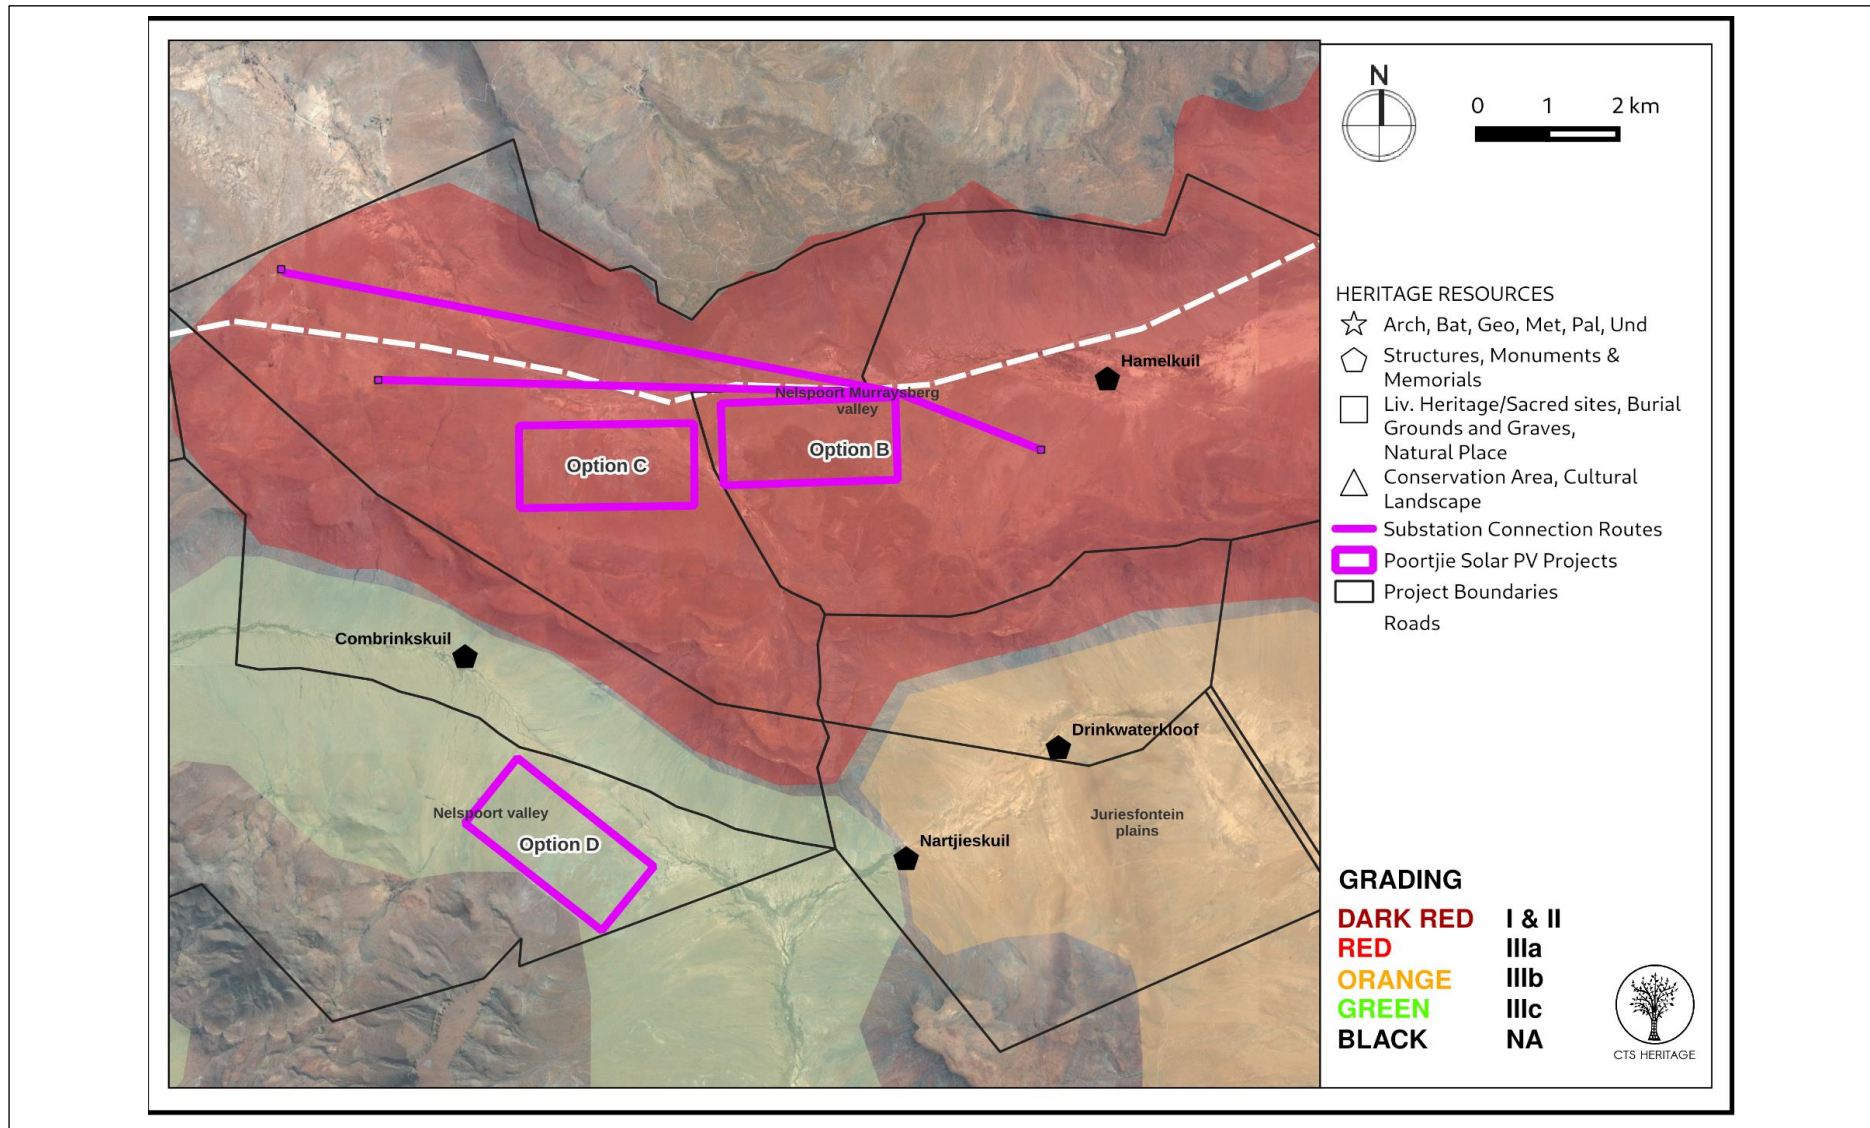 N
0 1 2 km
HERITAGE RESOURCES
Arch, Bat, Geo, Met, Pal, Und
Structures, Monuments &
Memorials
Liv. Heritage/Sacred sites, Burial
Grounds and Graves,
Natural Place
Conservation Area, Cultural
Landscape
Substation Connection Routes
Poortjie Solar PV Projects
Project Boundaries
Roads
Hamelkuil
Nelspoort Murraysberg
valley
Option B
Option C
Combrinkskuil
Drinkwaterkloof
Nelspoort valley
Juriesfontein
plains
Option D
Nartjieskuil
GRADING
DARK RED I & II
RED IIIa
ORANGE IIIb
GREEN IIIc
BLACK NA
CTS HERITAGE